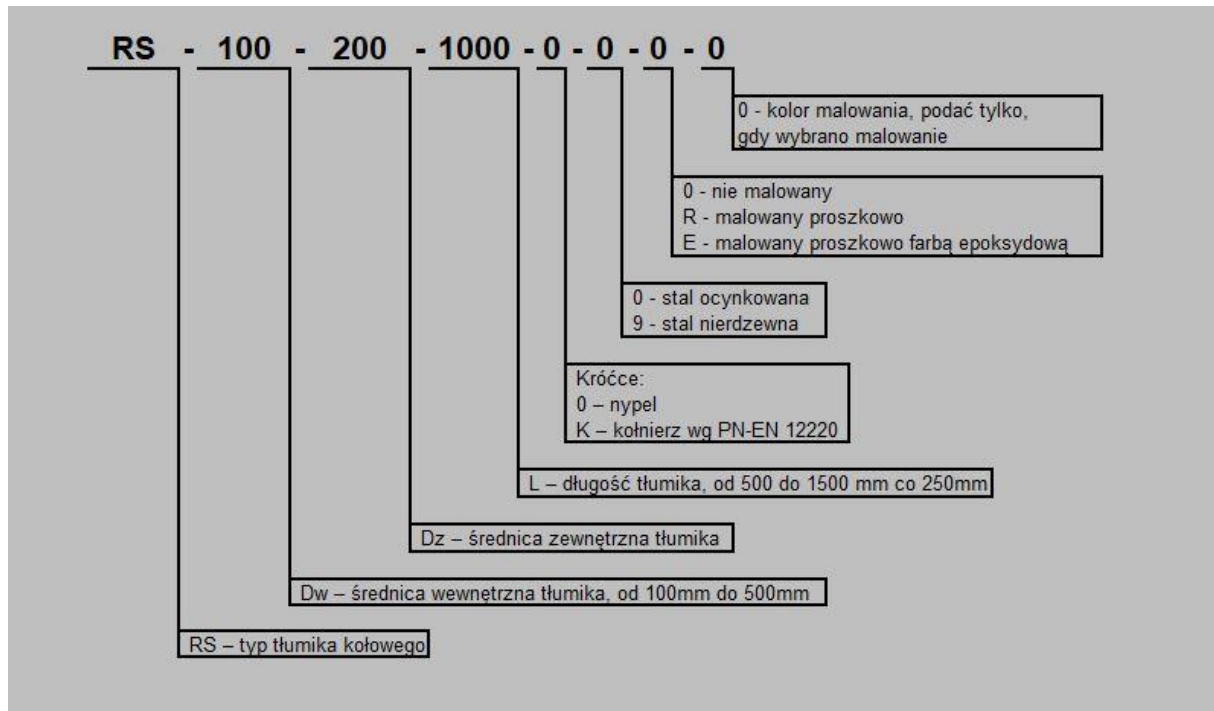 RS - 100 - 200 - 1000 - 0 - 0 - 0 - 0
0 - kolor malowania, podać tylko,
gdy wybrano malowanie
0 - nie malowany
R - malowany proszkowo
E - malowany proszkowo farbą epoksydową
0 - stal ocynkowana
9 - stal nierdzewna
Króćce:
0 – nypel
K – kołnierz wg PN-EN 12220
L – długość tłumika, od 500 do 1500 mm co 250mm
Dz – średnica zewnętrzna tłumika
Dw – średnica wewnętrzna tłumika, od 100mm do 500mm
RS – typ tłumika kołowego